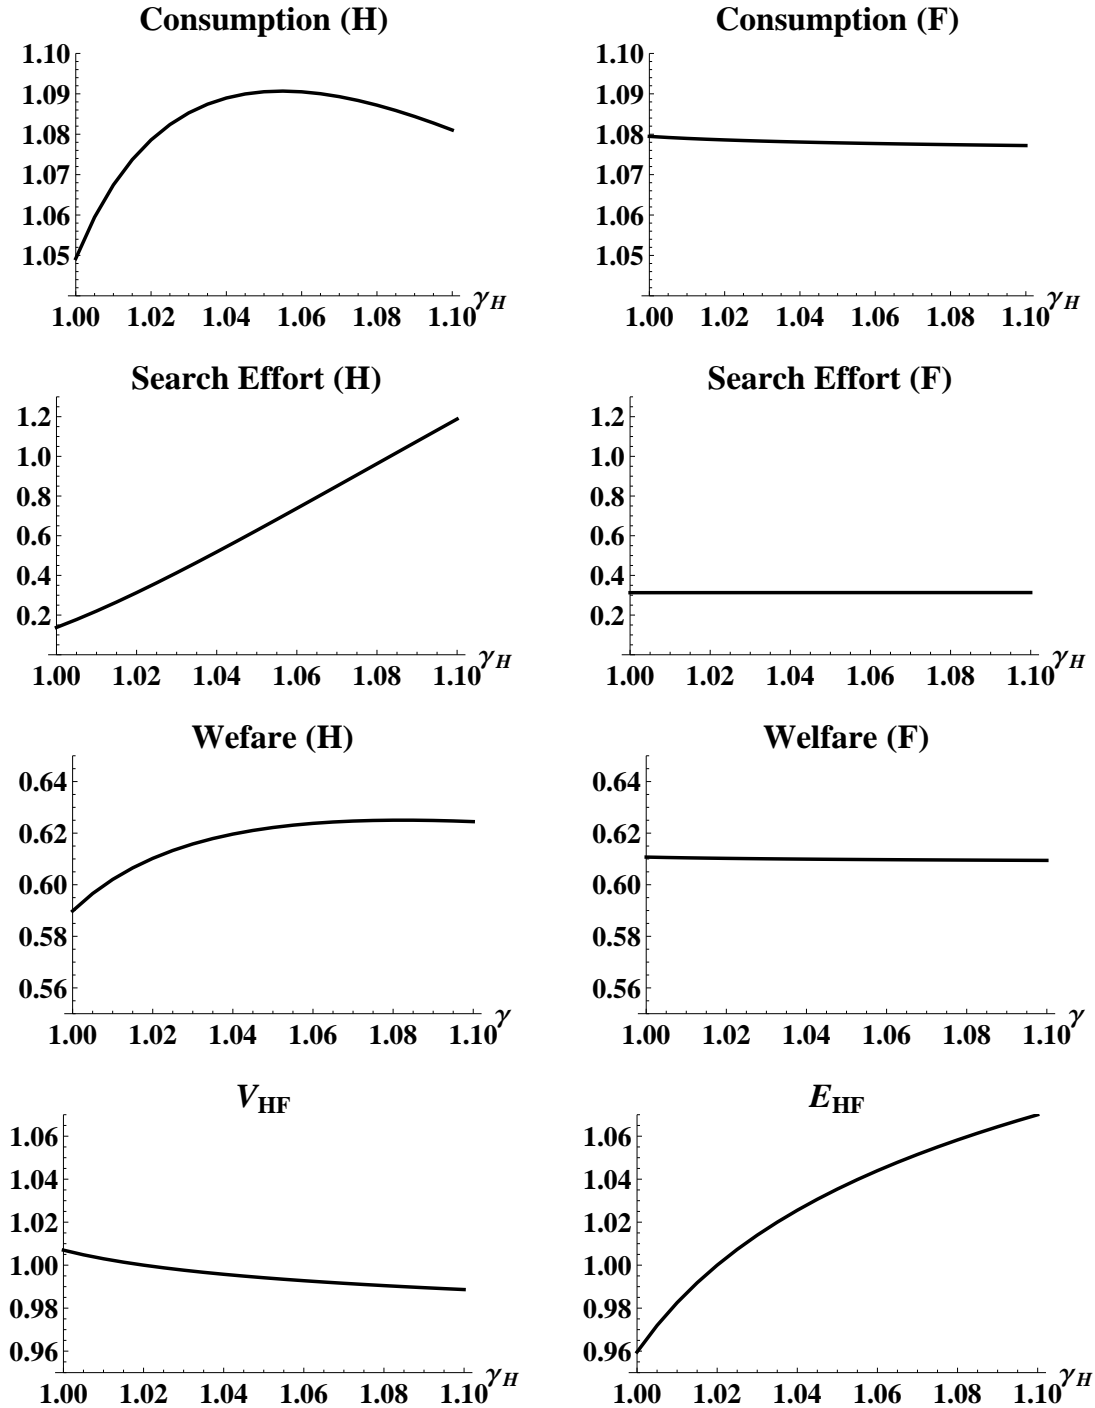 Consumption (H)
1.10
1.09
1.08
1.07
1.06
1.05
1.00 1.02 1.04 1.06 1.08 1.10
γH
Consumption (F)
1.10
1.09
1.08
1.07
1.06
1.05
1.00 1.02 1.04 1.06 1.08 1.10
γH
Search Effort (H)
1.2
1.0
0.8
0.6
0.4
0.2
1.00 1.02 1.04 1.06 1.08 1.10
γH
Search Effort (F)
1.2
1.0
0.8
0.6
0.4
0.2
1.00 1.02 1.04 1.06 1.08 1.10
γH
Wefare (H)
0.64
0.62
0.60
0.58
0.56
1.00 1.02 1.04 1.06 1.08 1.10
γ
Welfare (F)
0.64
0.62
0.60
0.58
0.56
1.00 1.02 1.04 1.06 1.08 1.10
γ
VHF
1.06
1.04
1.02
1.00
0.98
0.96
1.00 1.02 1.04 1.06 1.08 1.10
γH
EHF
1.06
1.04
1.02
1.00
0.98
0.96
1.00 1.02 1.04 1.06 1.08 1.10
γH